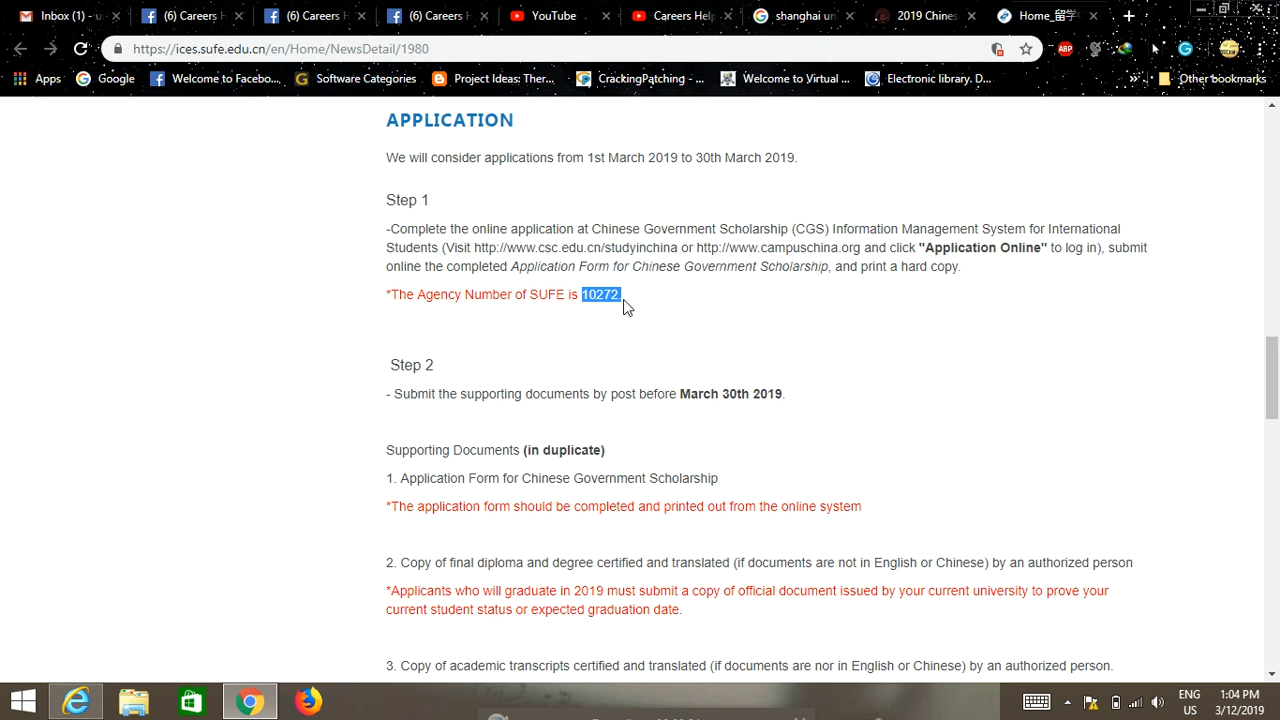 Inbox (1) - u
(6) Careers H
(6) Careers H
(6) Careers H
YouTube
Careers Help
shanghai un
2019 Chines
Home_留学
https://ices.sufe.edu.cn/en/Home/NewsDetail/1980
ABP
Apps
Google
Welcome to Facebo...
Software Categories
Project Ideas: Ther...
CrackingPatching - ...
Welcome to Virtual ...
Electronic library. D...
Other bookmarks
APPLICATION
We will consider applications from 1st March 2019 to 30th March 2019.
Step 1
-Complete the online application at Chinese Government Scholarship (CGS) Information Management System for International
Students (Visit http://www.csc.edu.cn/studyinchina or http://www.campuschina.org and click "Application Online" to log in), submit
online the completed Application Form for Chinese Government Scholarship, and print a hard copy.
*The Agency Number of SUFE is 10272.
Step 2
- Submit the supporting documents by post before March 30th 2019.
Supporting Documents (in duplicate)
1. Application Form for Chinese Government Scholarship
*The application form should be completed and printed out from the online system
2. Copy of final diploma and degree certified and translated (if documents are not in English or Chinese) by an authorized person
*Applicants who will graduate in 2019 must submit a copy of official document issued by your current university to prove your
current student status or expected graduation date.
3. Copy of academic transcripts certified and translated (if documents are nor in English or Chinese) by an authorized person.
ENG
US
1:04 PM
3/12/2019